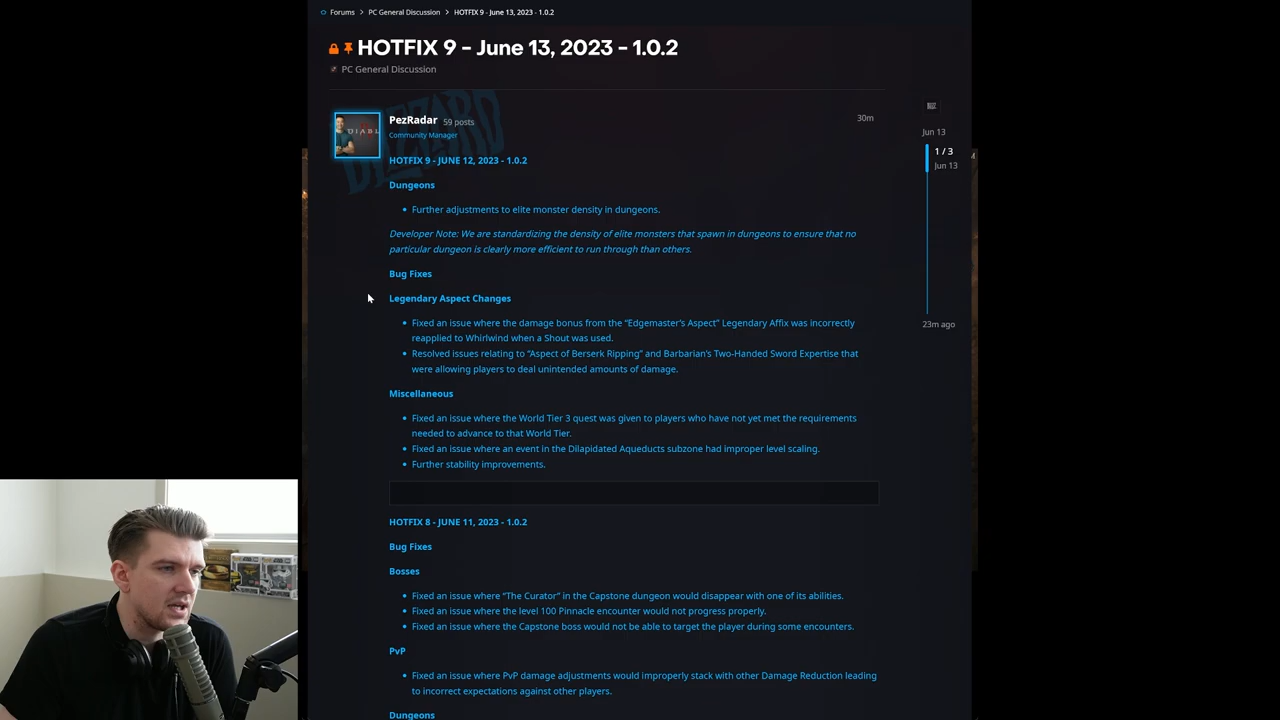 Forums > PC General Discussion > HOTFIX 9 - June 13, 2023 - 1.0.2
HOTFIX 9 - June 13, 2023 - 1.0.2
PC General Discussion
PezRadar 59 posts
30m
Community Manager
HOTFIX 9 - JUNE 12, 2023 - 1.0.2
Dungeons
• Further adjustments to elite monster density in dungeons.
Developer Note: We are standardizing the density of elite monsters that spawn in dungeons to ensure that no
particular dungeon is clearly more efficient to run through than others.
Bug Fixes
Legendary Aspect Changes
• Fixed an issue where the damage bonus from the “Edgemaster’s Aspect” Legendary Affix was incorrectly
reapplied to Whirlwind when a Shout was used.
• Resolved issues relating to “Aspect of Berserk Ripping” and Barbarian’s Two-Handed Sword Expertise that
were allowing players to deal unintended amounts of damage.
Miscellaneous
• Fixed an issue where the World Tier 3 quest was given to players who have not yet met the requirements
needed to advance to that World Tier.
• Fixed an issue where an event in the Dilapidated Aqueducts subzone had improper level scaling.
• Further stability improvements.
HOTFIX 8 - JUNE 11, 2023 - 1.0.2
Bug Fixes
Bosses
• Fixed an issue where “The Curator” in the Capstone dungeon would disappear with one of its abilities.
• Fixed an issue where the level 100 Pinnacle encounter would not progress properly.
• Fixed an issue where the Capstone boss would not be able to target the player during some encounters.
PvP
• Fixed an issue where PvP damage adjustments would improperly stack with other Damage Reduction leading
to incorrect expectations against other players.
Dungeons
Jun 13
1 / 3
Jun 13
23m ago
BLIZZARD
DIABL
M